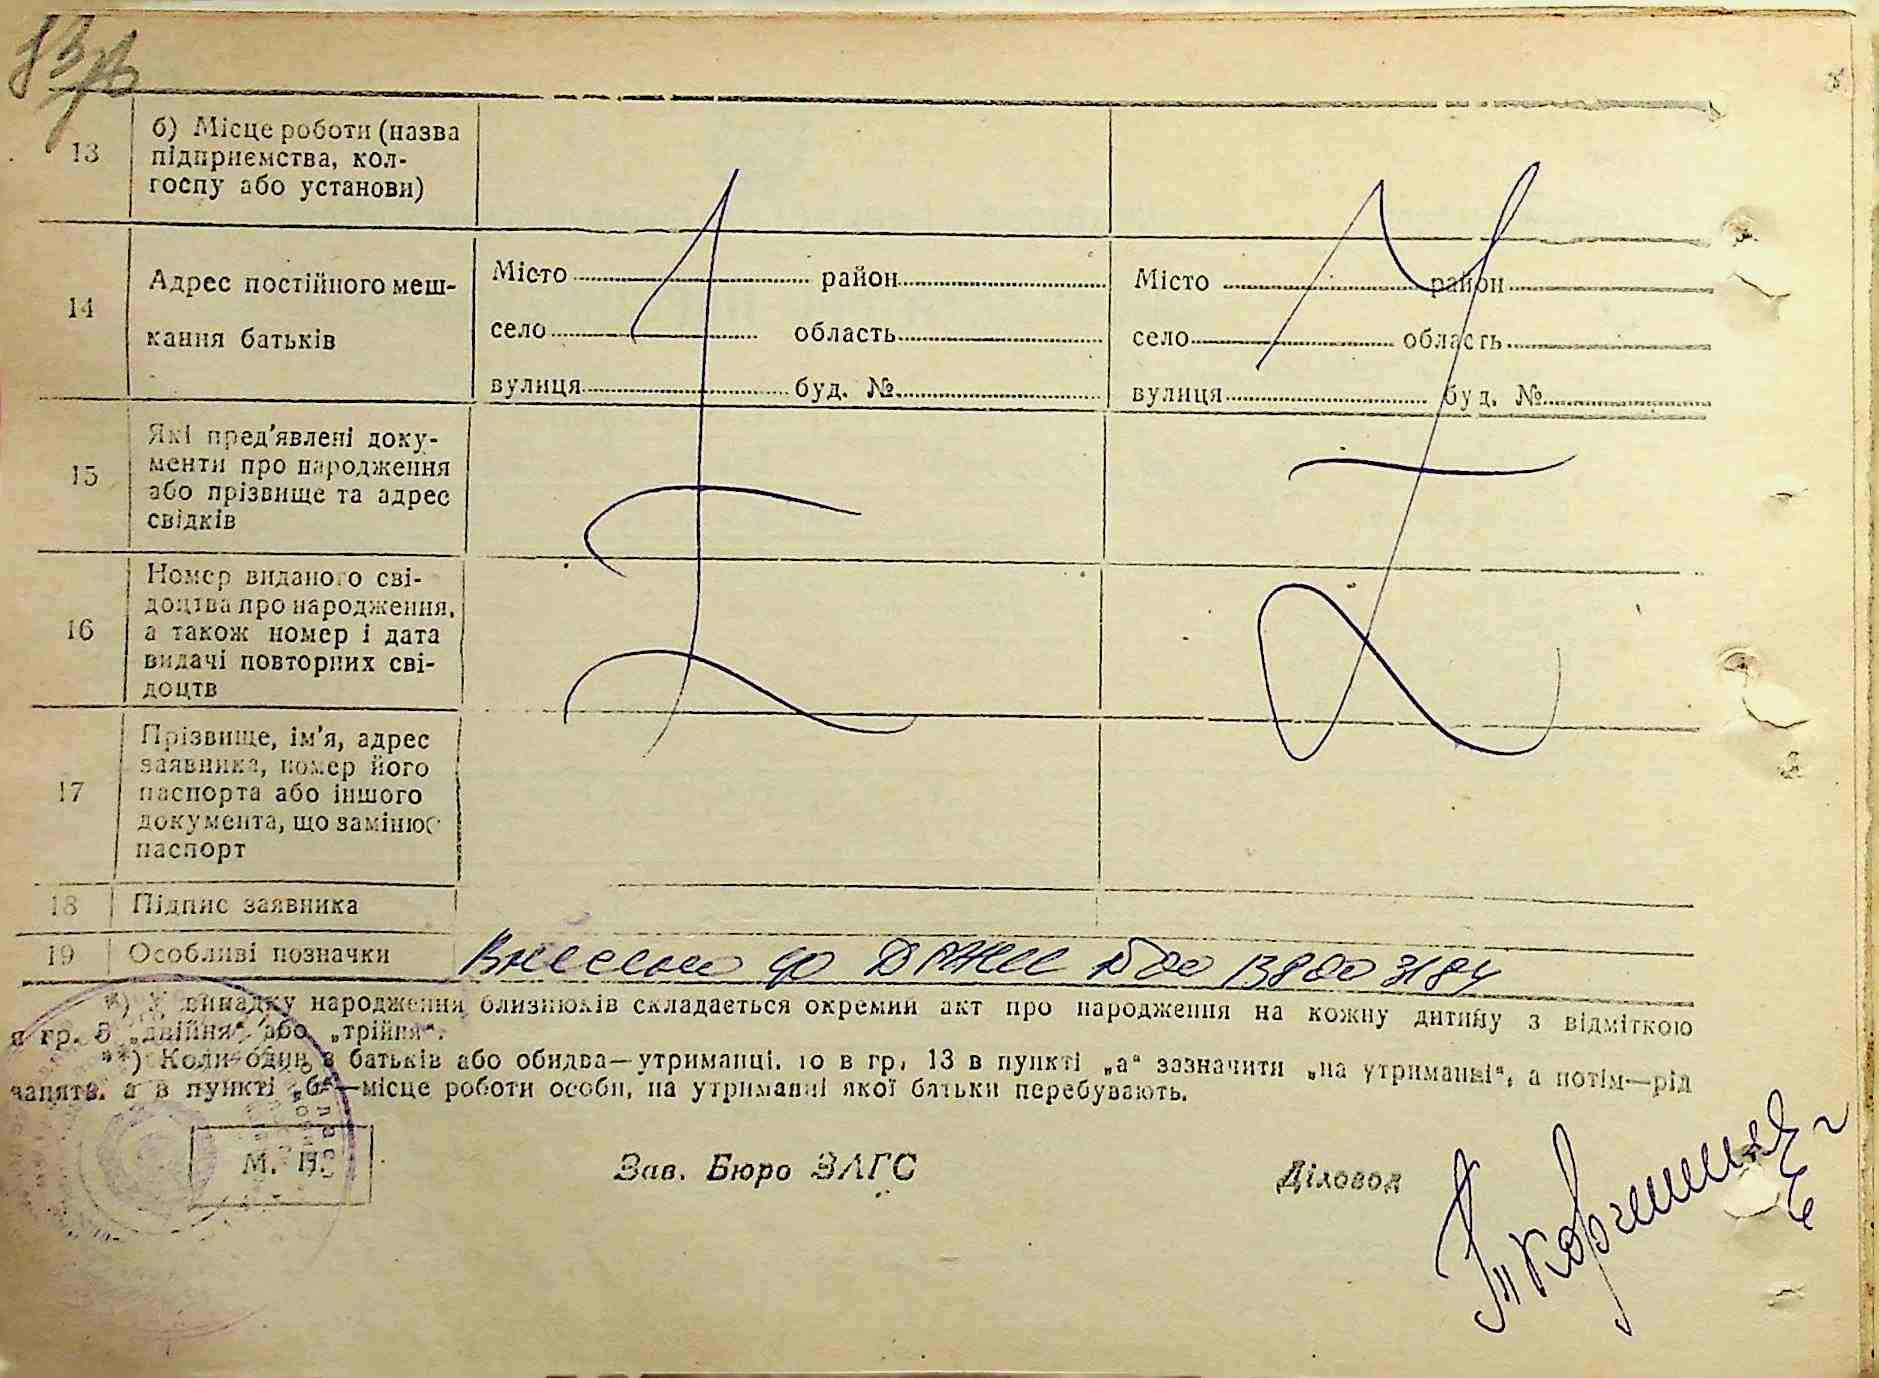 13
б) Місце роботи (назва
підприємства, кол-
госпу або установи)
14
Адрес постійного меш-
кання батьків
Місто район
село область
вулиця буд. №
Місто район
село область
вулиця буд. №
15
Які пред'явлені доку-
менти про народження
або прізвище та адрес
свідків
16
Номер виданого сві-
доцтва про народження,
а також номер і дата
видачі повторних сві-
доцтв
17
Прізвище, ім'я, адрес
заявника, номер його
паспорта або іншого
документа, що замінює
паспорт
18
Підпис заявника
19
Особливі позначки
Внесено до ДРАЦС №00138003184
*) У випадку народження близнюків складається окремий акт про народження на кожну дитину з відміткою
в гр. 5 „двійня“ або „трійня“.
**) Коли один з батьків або обидва—утриманці, то в гр. 13 в пункті „а“ зазначити „на утриманні“, а потім—рід
занять, а в пункті „б“—місце роботи особи, на утриманні якої батьки перебувають.
М. П.
Зав. Бюро ЗАГС
Діловод